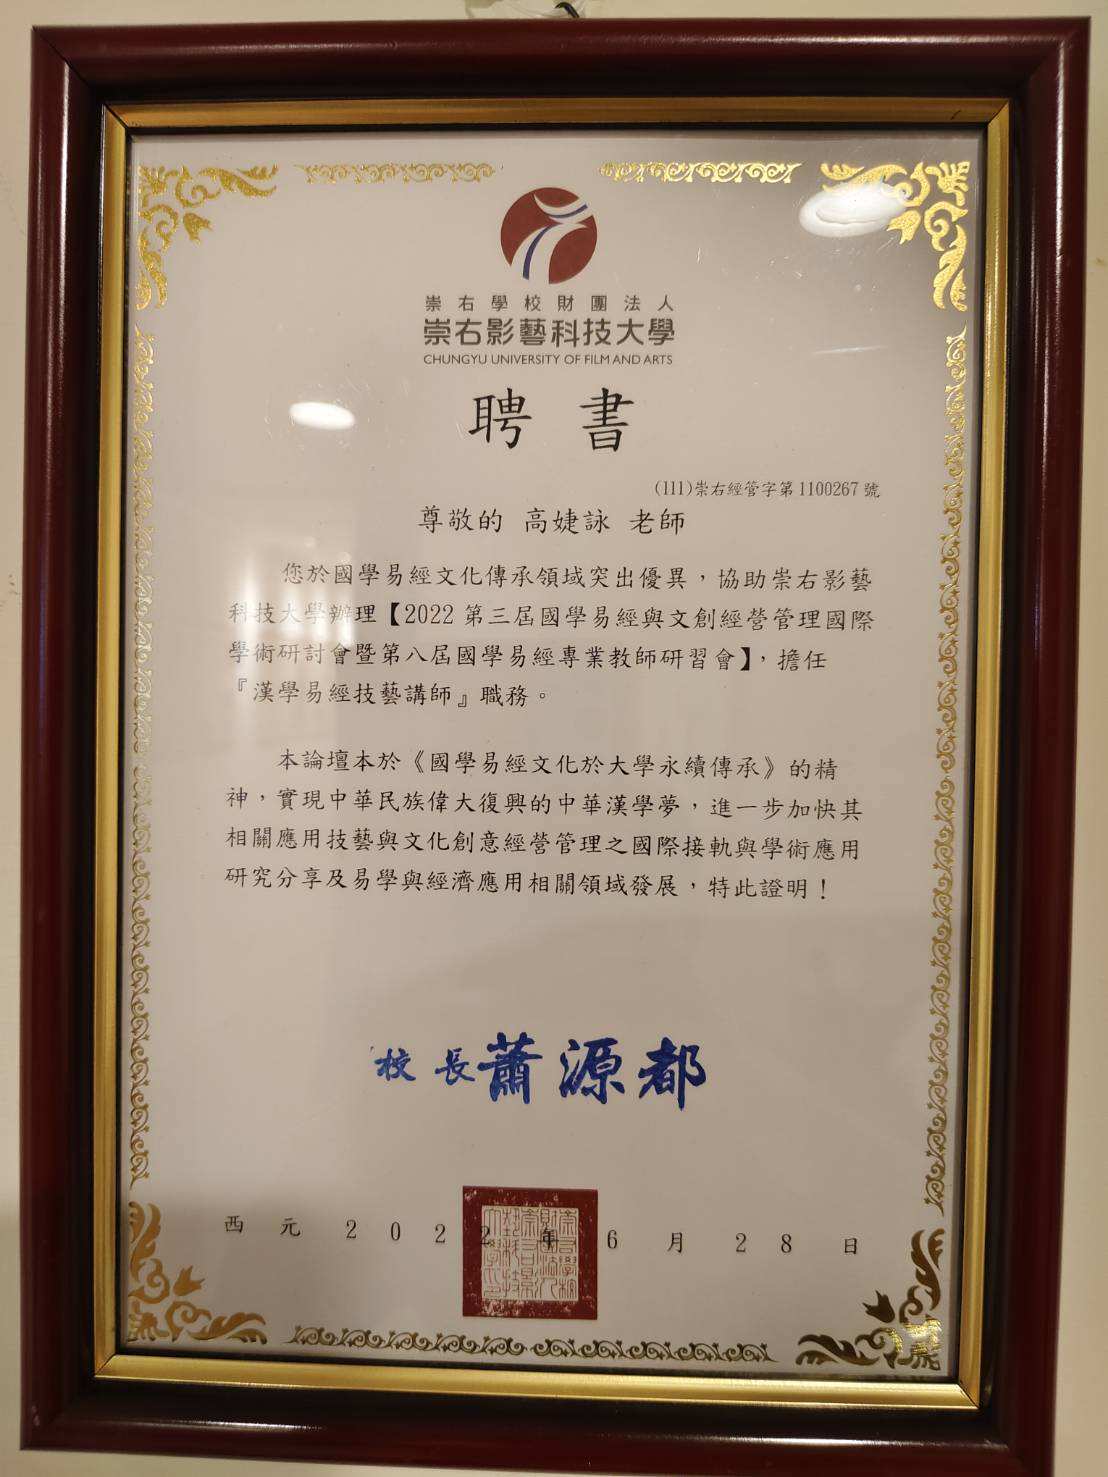 崇右學校財團法人
崇右影藝科技大學
CHUNGYU UNIVERSITY OF FILM AND ARTS
聘書
(111)崇右經管字第1100267號
尊敬的 高婕詠 老師
您於國學易經文化傳承領域突出優異，協助崇右影藝
科技大學辦理【2022第三屆國學易經與文創經營管理國際
學術研討會暨第八屆國學易經專業教師研習會】，擔任
『漢學易經技藝講師』職務。
本論壇本於《國學易經文化於大學永續傳承》的精
神，實現中華民族偉大復興的中華漢學夢，進一步加快其
相關應用技藝與文化創意經營管理之國際接軌與學術應用
研究分享及易學與經濟應用相關領域發展，特此證明！
校長 蕭源都
西元2022年6月28日